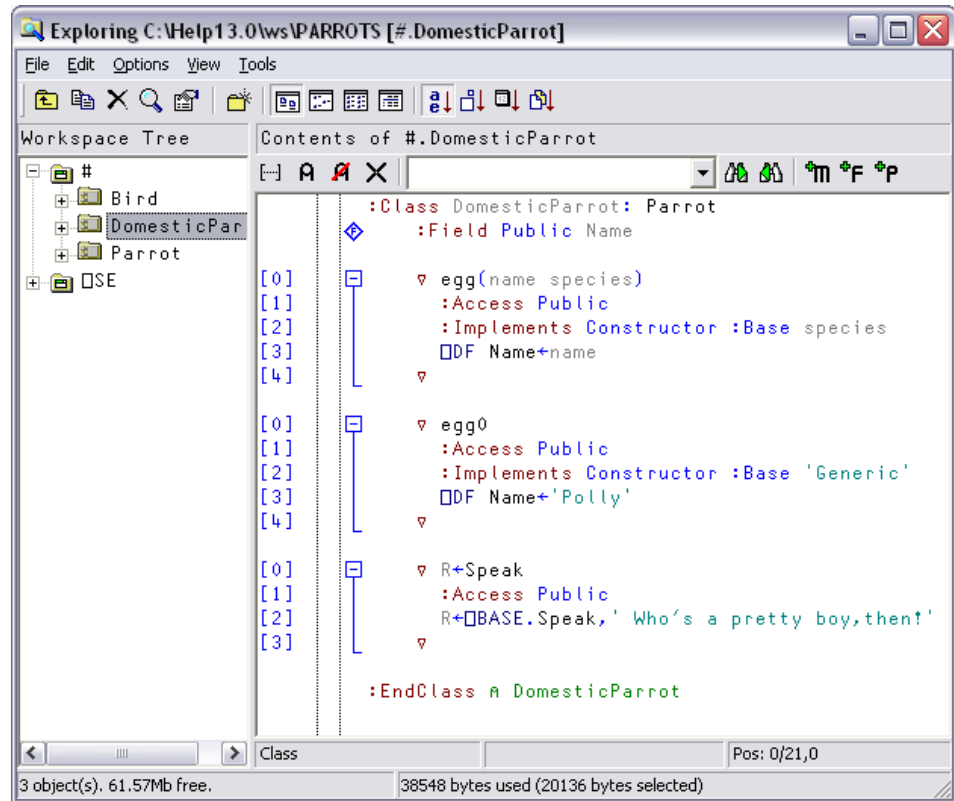 Exploring C:\Help13.0\ws\PARROTS [#.DomesticParrot]
File Edit Options View Tools
Workspace Tree
Contents of #.DomesticParrot
#
Bird
DomesticPar
Parrot
⎕SE
:Class DomesticParrot: Parrot
:Field Public Name
[0] ∇ egg(name species)
[1] :Access Public
[2] :Implements Constructor :Base species
[3] ⎕DF Name←name
[4] ∇
[0] ∇ egg0
[1] :Access Public
[2] :Implements Constructor :Base 'Generic'
[3] ⎕DF Name←'Polly'
[4] ∇
[0] ∇ R←Speak
[1] :Access Public
[2] R←⎕BASE.Speak,' Who's a pretty boy,then!'
[3] ∇
:EndClass ⍝ DomesticParrot
Class Pos: 0/21,0
3 object(s). 61.57Mb free. 38548 bytes used (20136 bytes selected)